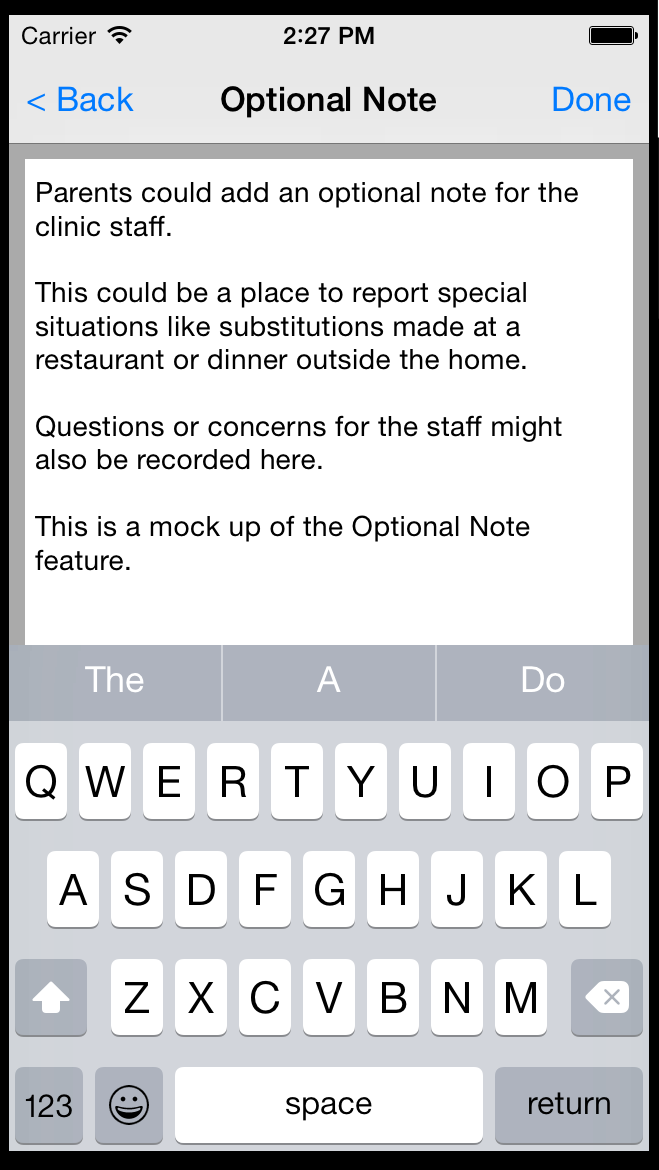 Carrier 2:27 PM
< Back Optional Note Done
Parents could add an optional note for the
clinic staff.
This could be a place to report special
situations like substitutions made at a
restaurant or dinner outside the home.
Questions or concerns for the staff might
also be recorded here.
This is a mock up of the Optional Note
feature.
The A Do
Q W E R T Y U I O P
A S D F G H J K L
Z X C V B N M
123 space return